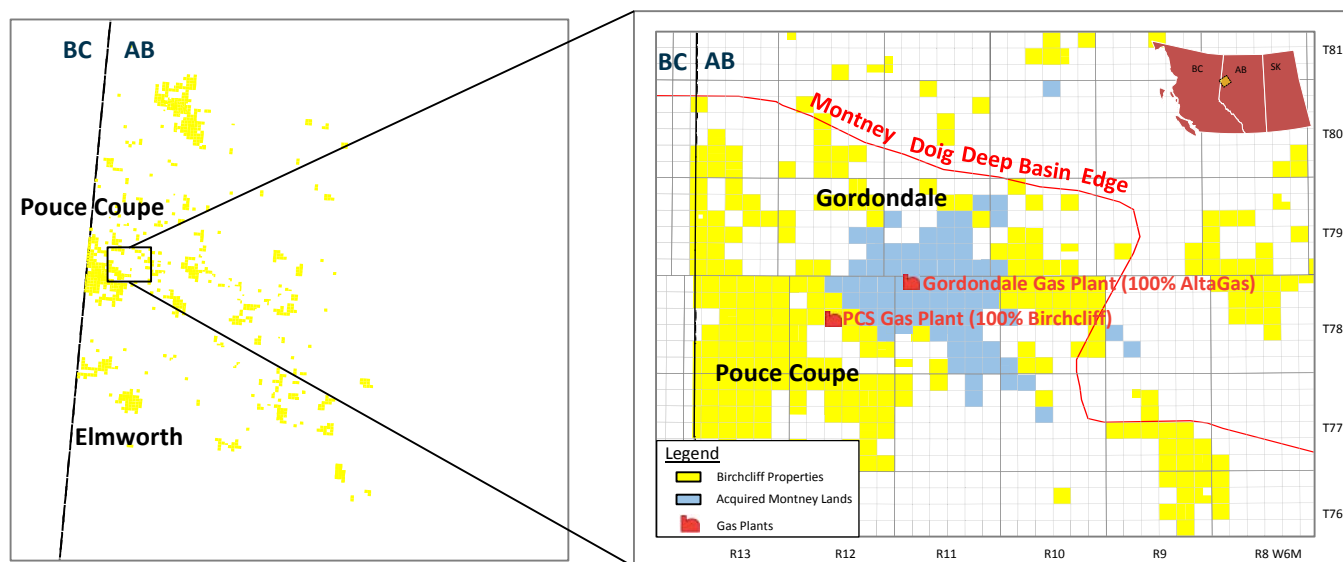 BC AB
Pouce Coupe
Elmworth
BC AB
T81
T80
T79
T78
T77
T76
BC
AB
SK
Montney Doig Deep Basin Edge
Gordondale
Gordondale Gas Plant (100% AltaGas)
PCS Gas Plant (100% Birchcliff)
Pouce Coupe
Legend
Birchcliff Properties
Acquired Montney Lands
Gas Plants
R13 R12 R11 R10 R9 R8 W6M